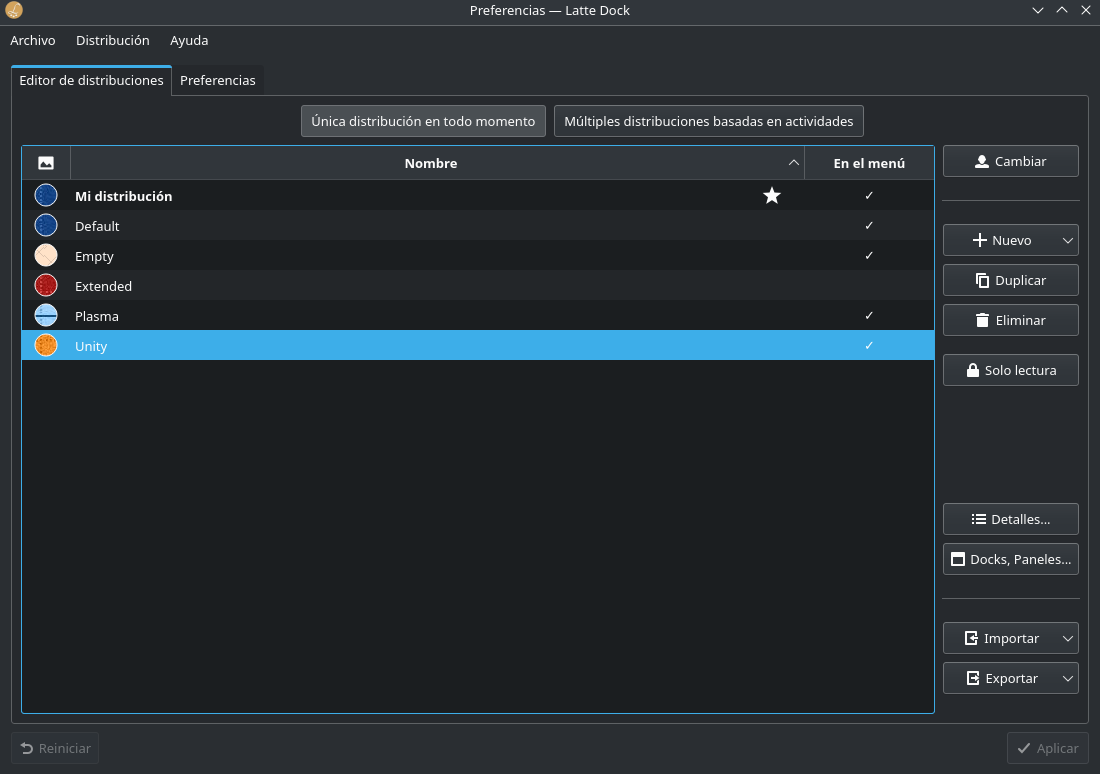 Preferencias — Latte Dock
Archivo Distribución Ayuda
Editor de distribuciones Preferencias
Única distribución en todo momento Múltiples distribuciones basadas en actividades
Nombre En el menú
Mi distribución ✓
Default ✓
Empty ✓
Extended
Plasma ✓
Unity ✓
Cambiar
Nuevo
Duplicar
Eliminar
Solo lectura
Detalles...
Docks, Paneles...
Importar
Exportar
Reiniciar Aplicar